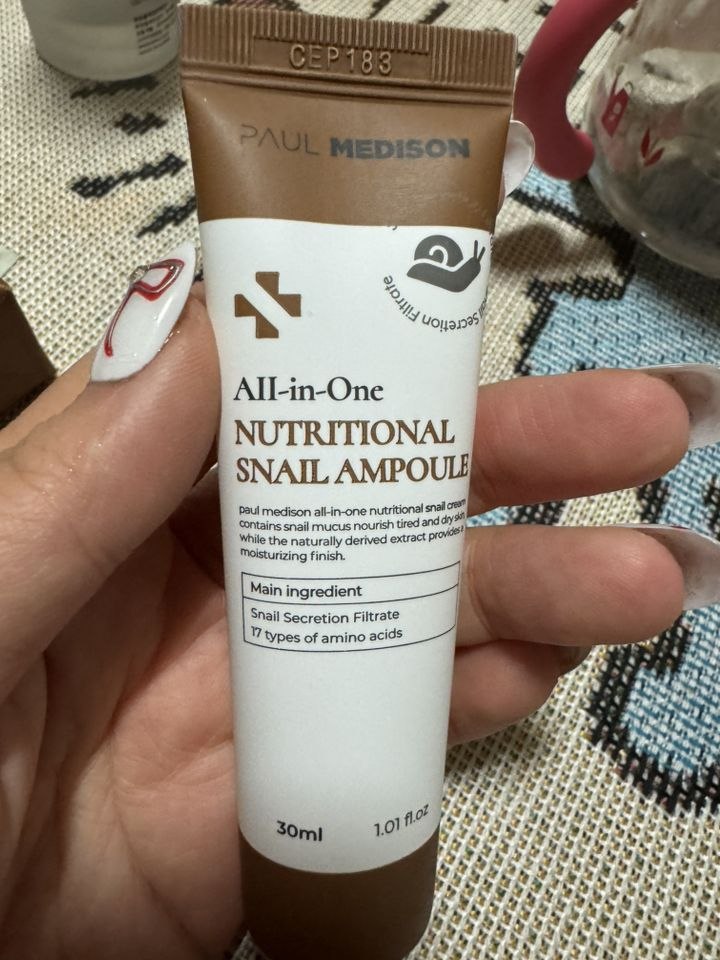 CEP183
PAUL MEDISON
Secretion Filtrate
All-in-One
NUTRITIONAL
SNAIL AMPOULE
paul medison all-in-one nutritional snail cream
contains snail mucus nourish tired and dry skin
while the naturally derived extract provides a
moisturizing finish.
Main ingredient
Snail Secretion Filtrate
17 types of amino acids
30ml 1.01 fl.oz